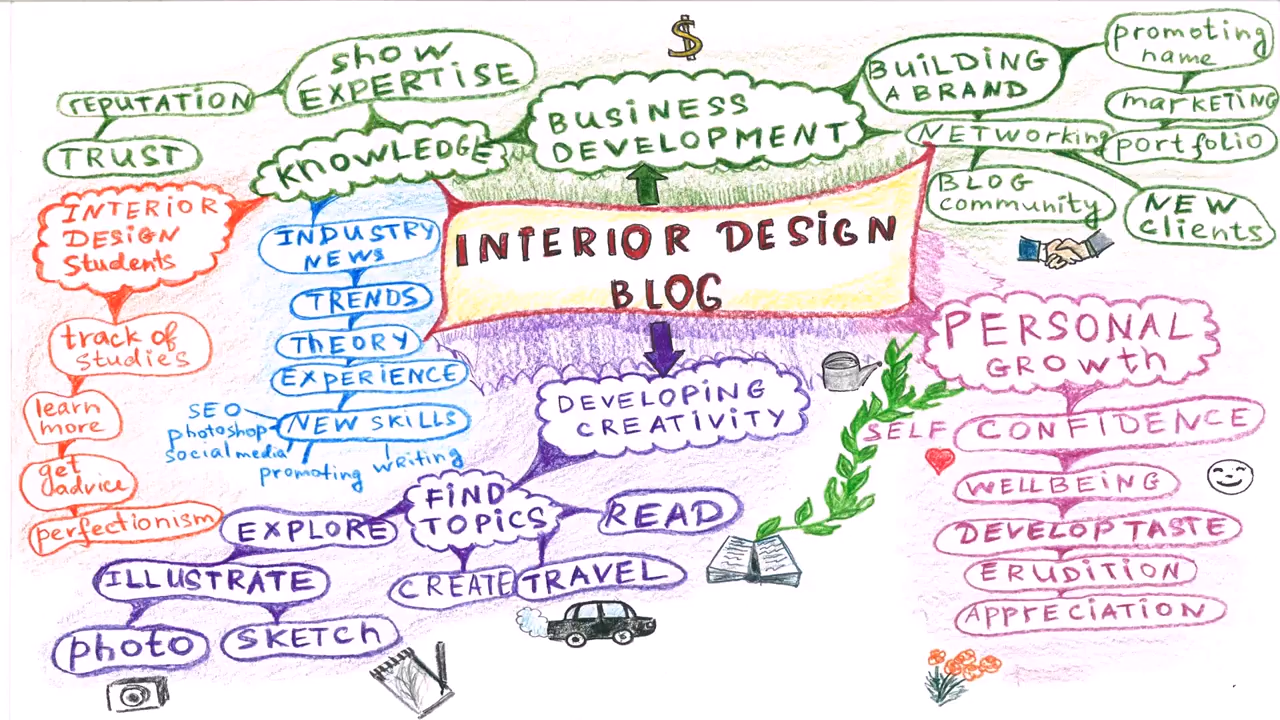 INTERIOR DESIGN
BLOG
BUSINESS
DEVELOPMENT
BUILDING
A BRAND
promoting
name
marketing
portfolio
NETWORKING
BLOG
community
NEW
clients
KNOWLEDGE
show
EXPERTISE
REPUTATION
TRUST
INTERIOR
DESIGN
students
track of
studies
learn
more
get
advice
perfectionism
INDUSTRY
NEWS
TRENDS
THEORY
EXPERIENCE
NEW SKILLS
SEO
photoshop
social media
promoting
writing
DEVELOPING
CREATIVITY
FIND
TOPICS
READ
TRAVEL
CREATE
EXPLORE
ILLUSTRATE
photo
SKETCH
PERSONAL
GROWTH
SELF CONFIDENCE
WELLBEING
DEVELOP TASTE
ERUDITION
APPRECIATION
$